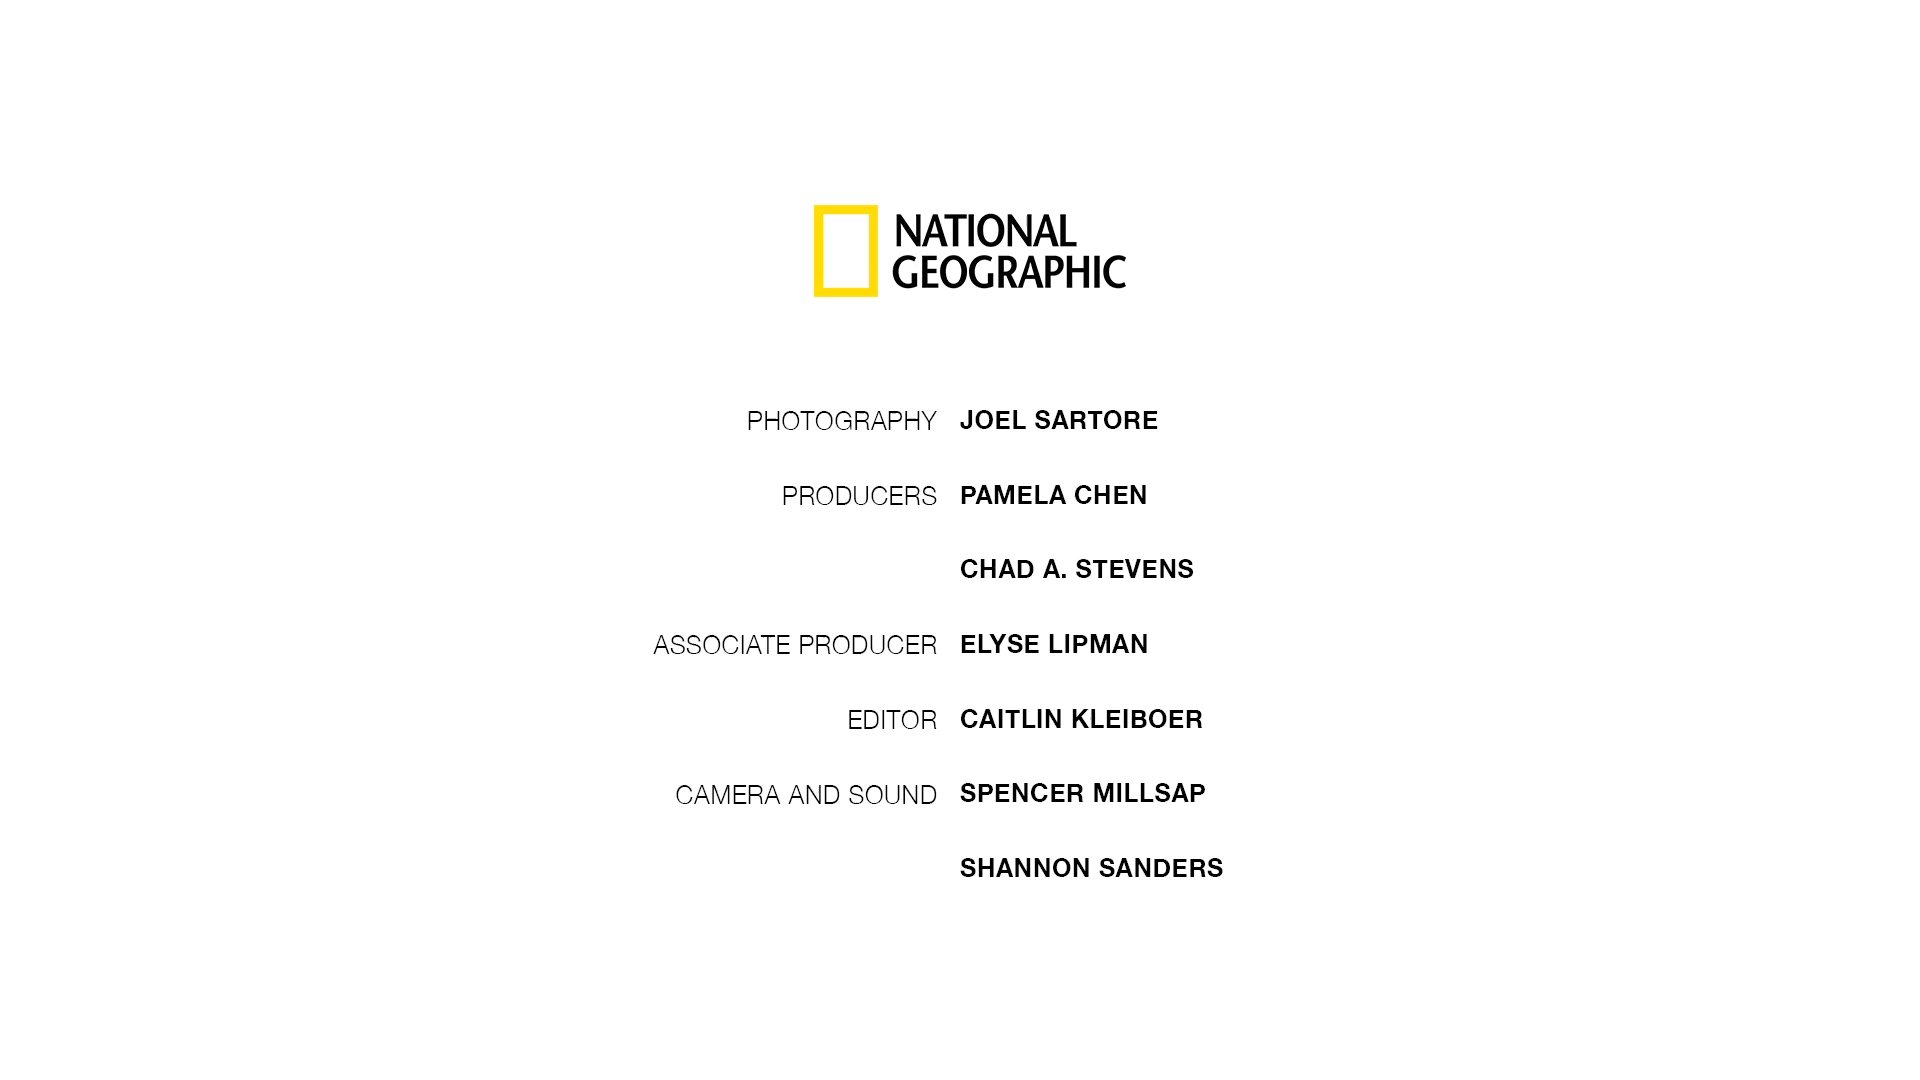 NATIONAL
GEOGRAPHIC
PHOTOGRAPHY JOEL SARTORE
PRODUCERS PAMELA CHEN
CHAD A. STEVENS
ASSOCIATE PRODUCER ELYSE LIPMAN
EDITOR CAITLIN KLEIBOER
CAMERA AND SOUND SPENCER MILLSAP
SHANNON SANDERS